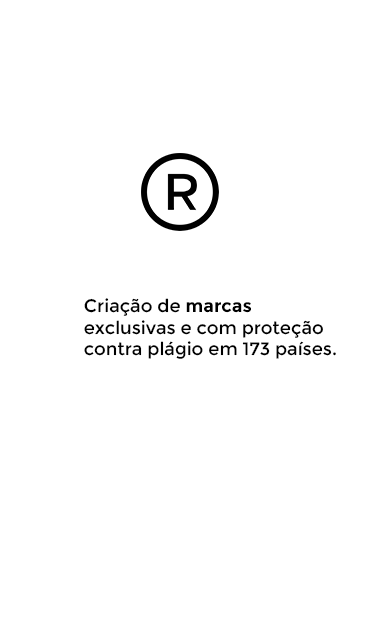 ®
Criação de marcas
exclusivas e com proteção
contra plágio em 173 países.